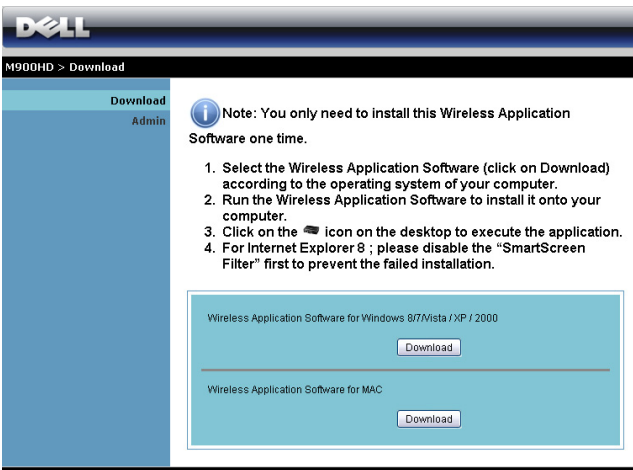 DELL
M900HD > Download
Download
Admin
Note: You only need to install this Wireless Application
Software one time.
1. Select the Wireless Application Software (click on Download)
according to the operating system of your computer.
2. Run the Wireless Application Software to install it onto your
computer.
3. Click on the icon on the desktop to execute the application.
4. For Internet Explorer 8 ; please disable the “SmartScreen
Filter” first to prevent the failed installation.
Wireless Application Software for Windows 8/7/Vista / XP / 2000
Download
Wireless Application Software for MAC
Download